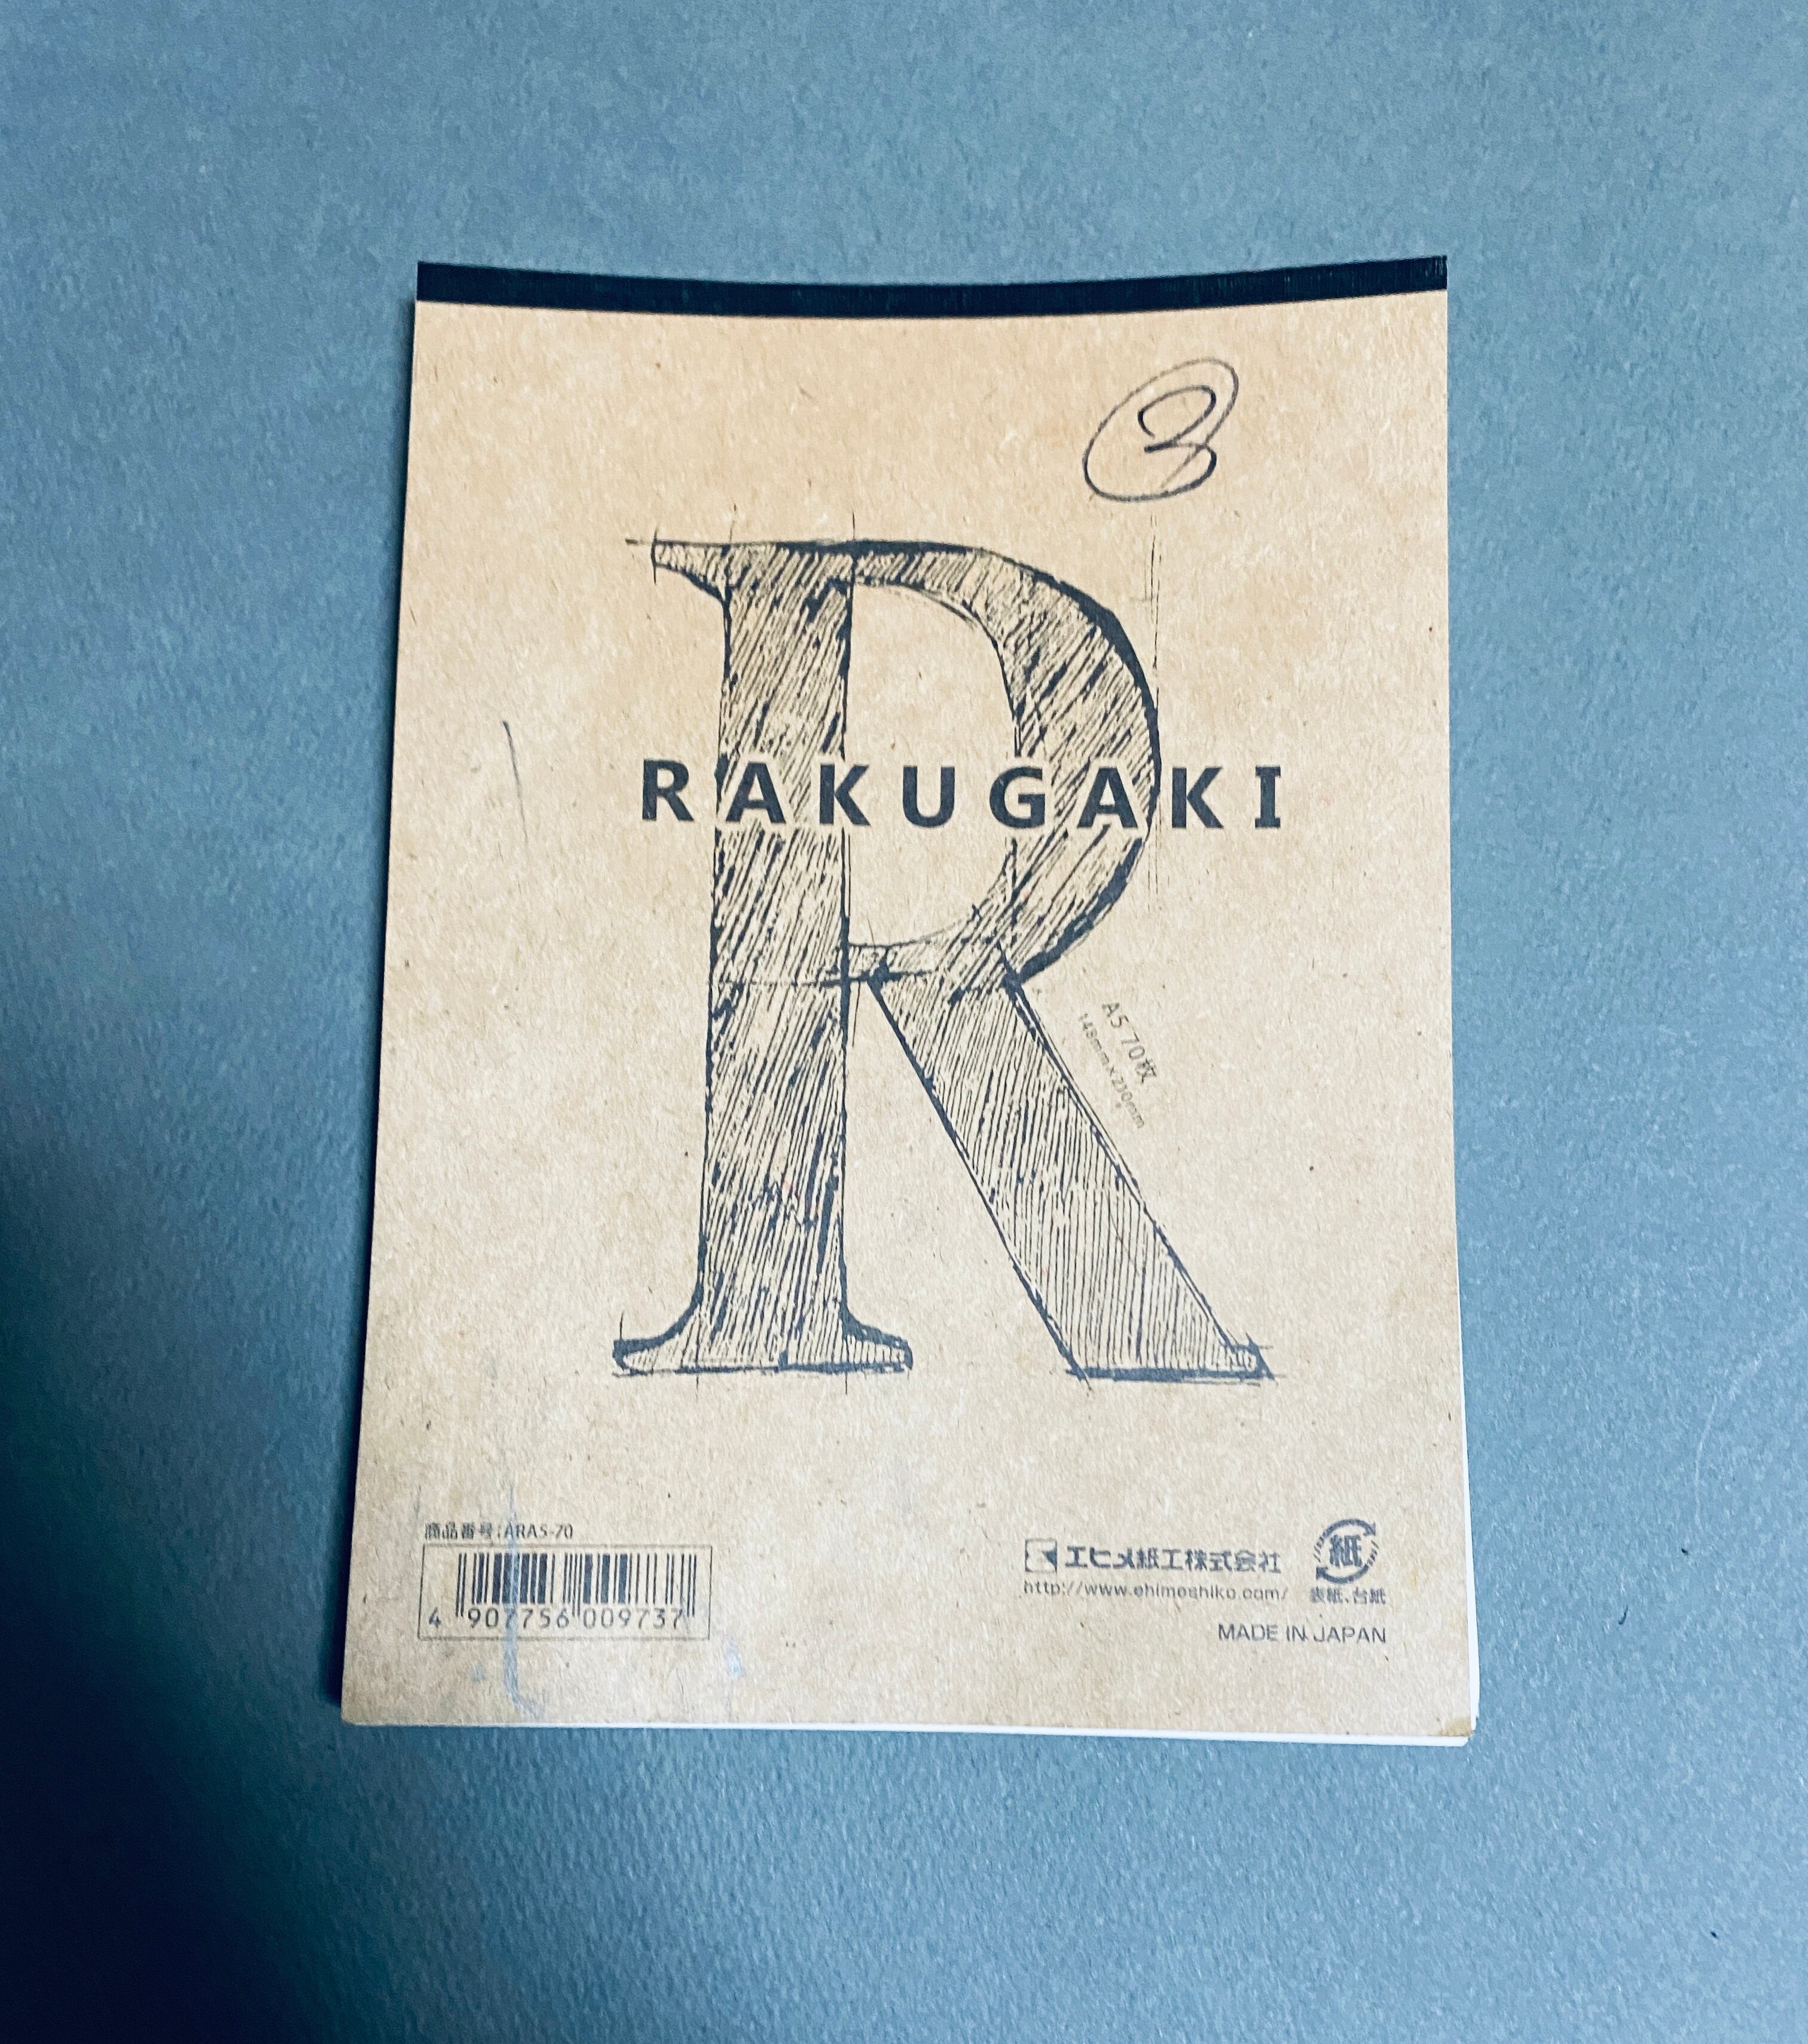 ③
R
RAKUGAKI
A5 70枚
148mm×210mm
商品番号:ARA5-70
4 907756 009737
エヒメ紙工株式会社
http://www.ehimeshiko.com/
紙
表紙、台紙
MADE IN JAPAN